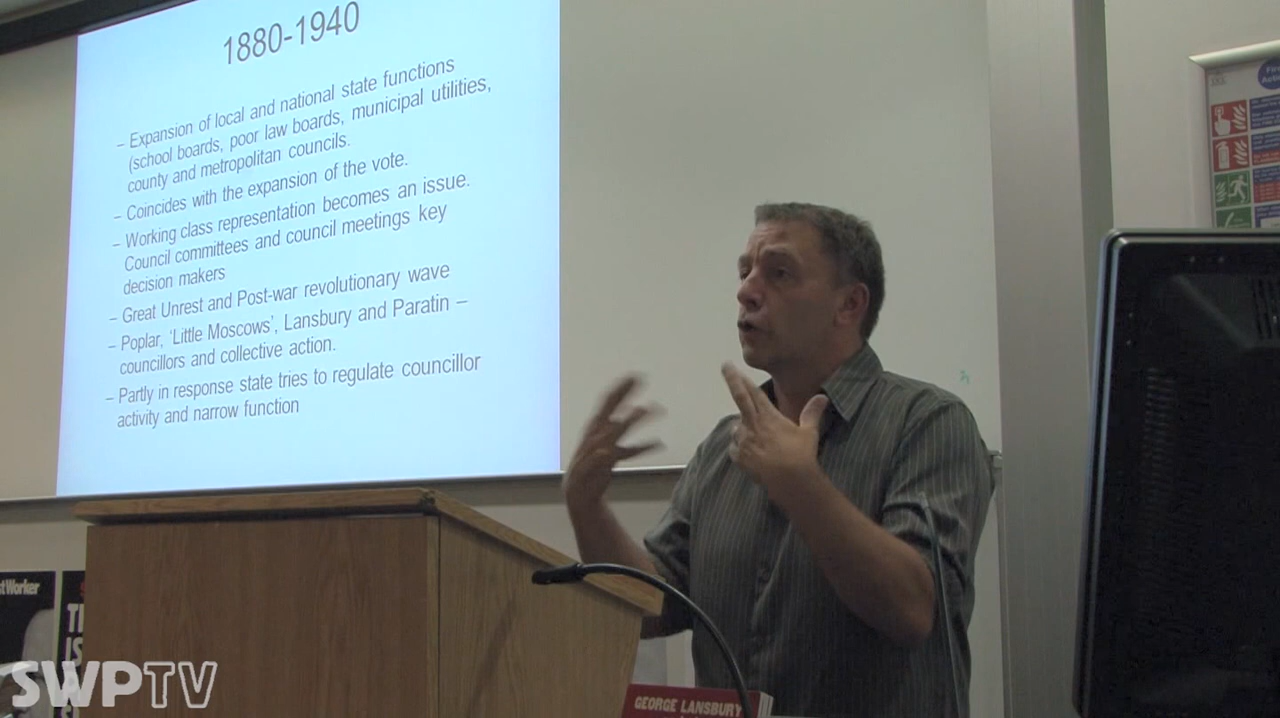 1880-1940
– Expansion of local and national state functions
(school boards, poor law boards, municipal utilities,
county and metropolitan councils.
– Coincides with the expansion of the vote.
– Working class representation becomes an issue.
Council committees and council meetings key
decision makers
– Great Unrest and Post-war revolutionary wave
– Poplar, ‘Little Moscows’, Lansbury and Paratin –
councillors and collective action.
– Partly in response state tries to regulate councillor
activity and narrow function
Worker
SWPTV
GEORGE LANSBURY